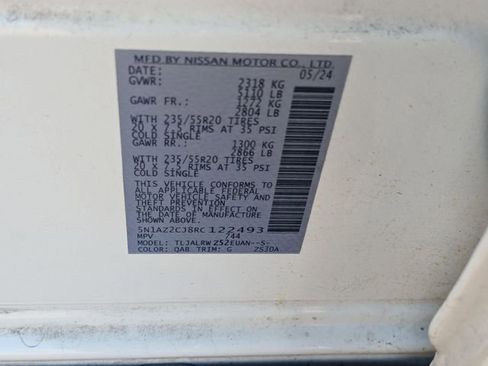 MFD BY NISSAN MOTOR CO., LTD.
DATE: 05/24
GVWR: 2318 KG
5110 LB
GAWR FR.: 1272 KG
2804 LB
WITH 235/55R20 TIRES
20 X 7.5 RIMS AT 35 PSI
COLD SINGLE
GAWR RR.: 1300 KG
2866 LB
WITH 235/55R20 TIRES
20 X 7.5 RIMS AT 35 PSI
COLD SINGLE
THIS VEHICLE CONFORMS TO
ALL APPLICABLE FEDERAL
MOTOR VEHICLE SAFETY AND
THEFT PREVENTION
STANDARDS IN EFFECT ON
THE DATE OF MANUFACTURE
SHOWN ABOVE.
5N1AZ2CJ8RC122493
MPV /44
MODEL: TLJALRWZ52EUAN--S-
COLOR: QAB TRIM: G